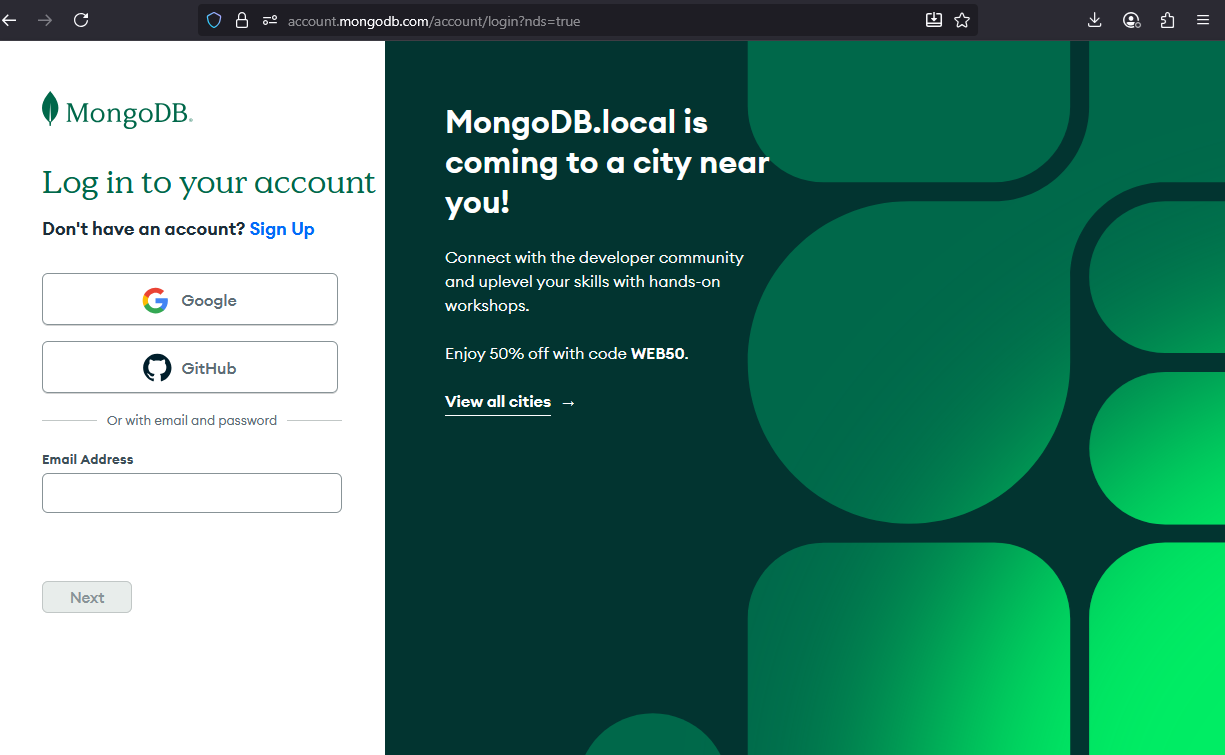 account.mongodb.com/account/login?nds=true
MongoDB.
Log in to your account
Don't have an account? Sign Up
Google
GitHub
Or with email and password
Email Address
Next
MongoDB.local is
coming to a city near
you!
Connect with the developer community
and uplevel your skills with hands-on
workshops.
Enjoy 50% off with code WEB50.
View all cities →